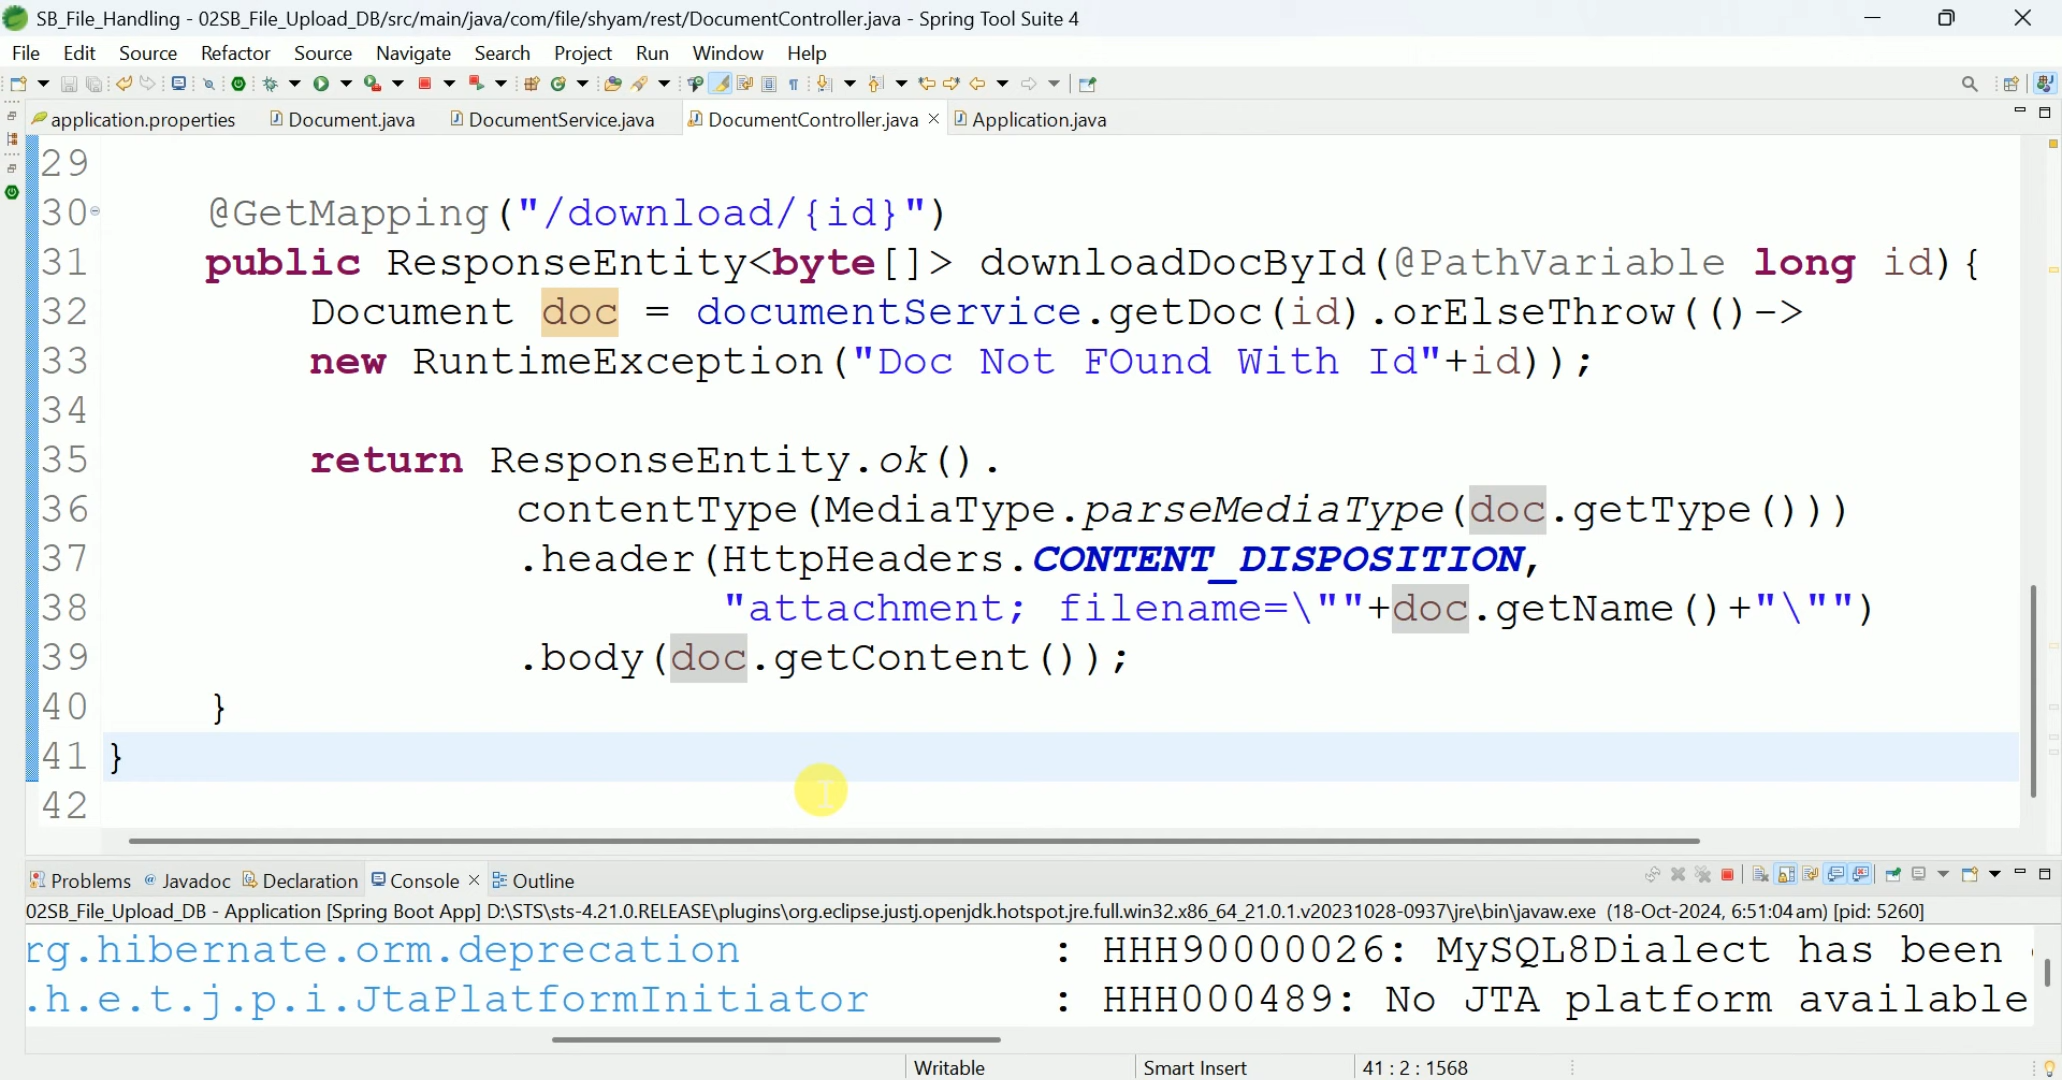 SB_File_Handling - 02SB_File_Upload_DB/src/main/java/com/file/shyam/rest/DocumentController.java - Spring Tool Suite 4
File Edit Source Refactor Source Navigate Search Project Run Window Help
application.properties Document.java DocumentService.java DocumentController.java Application.java
29
30 @GetMapping("/download/{id}")
31 public ResponseEntity<byte[]> downloadDocById(@PathVariable long id){
32 Document doc = documentService.getDoc(id).orElseThrow(()->
33 new RuntimeException("Doc Not FOund With Id"+id));
34
35 return ResponseEntity.ok().
36 contentType(MediaType.parseMediaType(doc.getType()))
37 .header(HttpHeaders.CONTENT_DISPOSITION,
38 "attachment; filename=\""+doc.getName()+"\"")
39 .body(doc.getContent());
40 }
41 }
42
Problems Javadoc Declaration Console Outline
02SB_File_Upload_DB - Application [Spring Boot App] D:\STS\sts-4.21.0.RELEASE\plugins\org.eclipse.justj.openjdk.hotspot.jre.full.win32.x86_64_21.0.1.v20231028-0937\jre\bin\javaw.exe (18-Oct-2024, 6:51:04 am) [pid: 5260]
rg.hibernate.orm.deprecation : HHH90000026: MySQL8Dialect has been
.h.e.t.j.p.i.JtaPlatformInitiator : HHH000489: No JTA platform available
Writable Smart Insert 41 : 2 : 1568